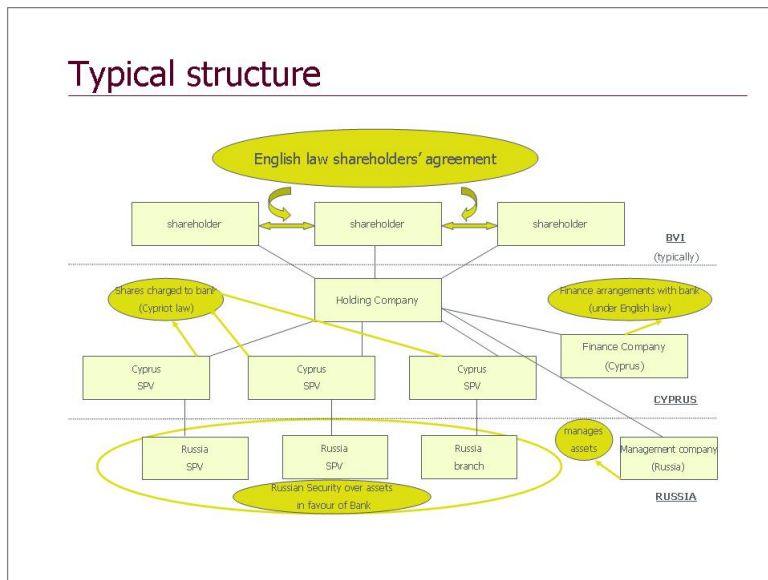 Typical structure
English law shareholders' agreement
shareholder
shareholder
shareholder
BVI
(typically)
Shares charged to bank
(Cypriot law)
Holding Company
Finance arrangements with bank
(under English law)
Finance Company
(Cyprus)
Cyprus
SPV
Cyprus
SPV
Cyprus
SPV
CYPRUS
manages
assets
Russia
SPV
Russia
SPV
Russia
branch
Management company
(Russia)
Russian Security over assets
in favour of Bank
RUSSIA